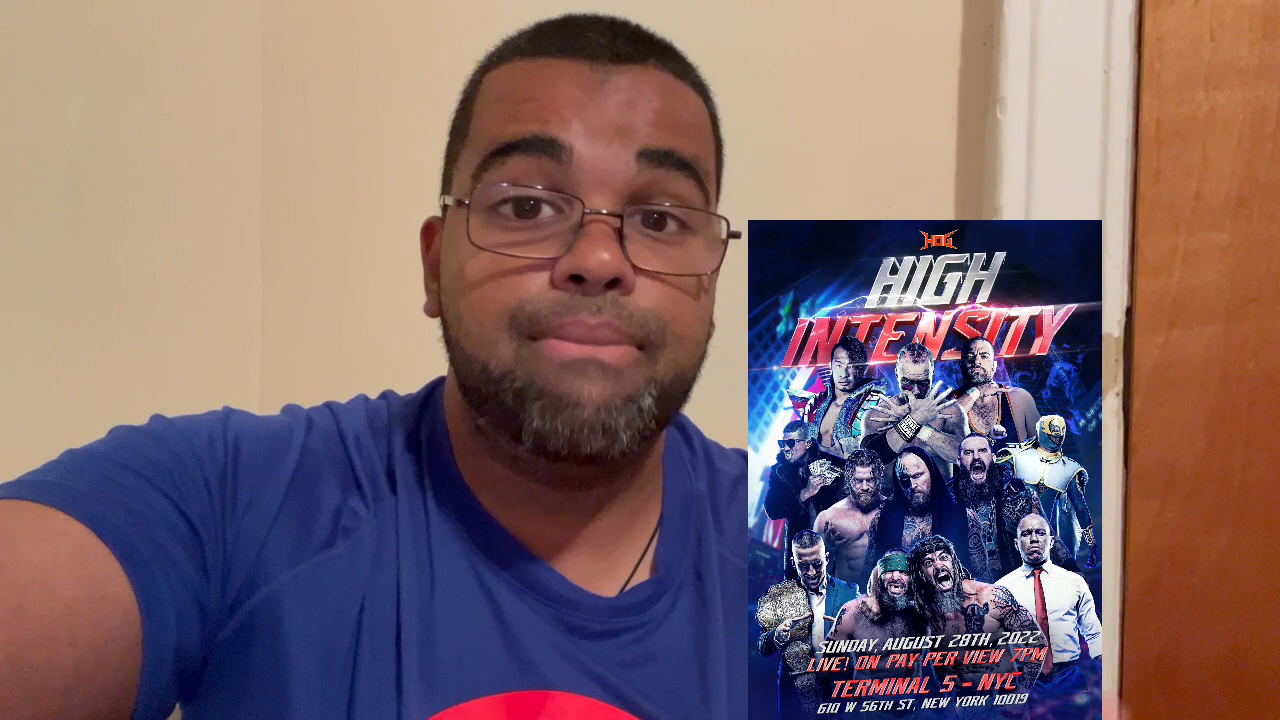 HOG
HIGH
INTENSITY
SUNDAY, AUGUST 28TH, 2022
LIVE! ON PAY PER VIEW 7PM
TERMINAL 5 - NYC
610 W 56TH ST, NEW YORK 10019